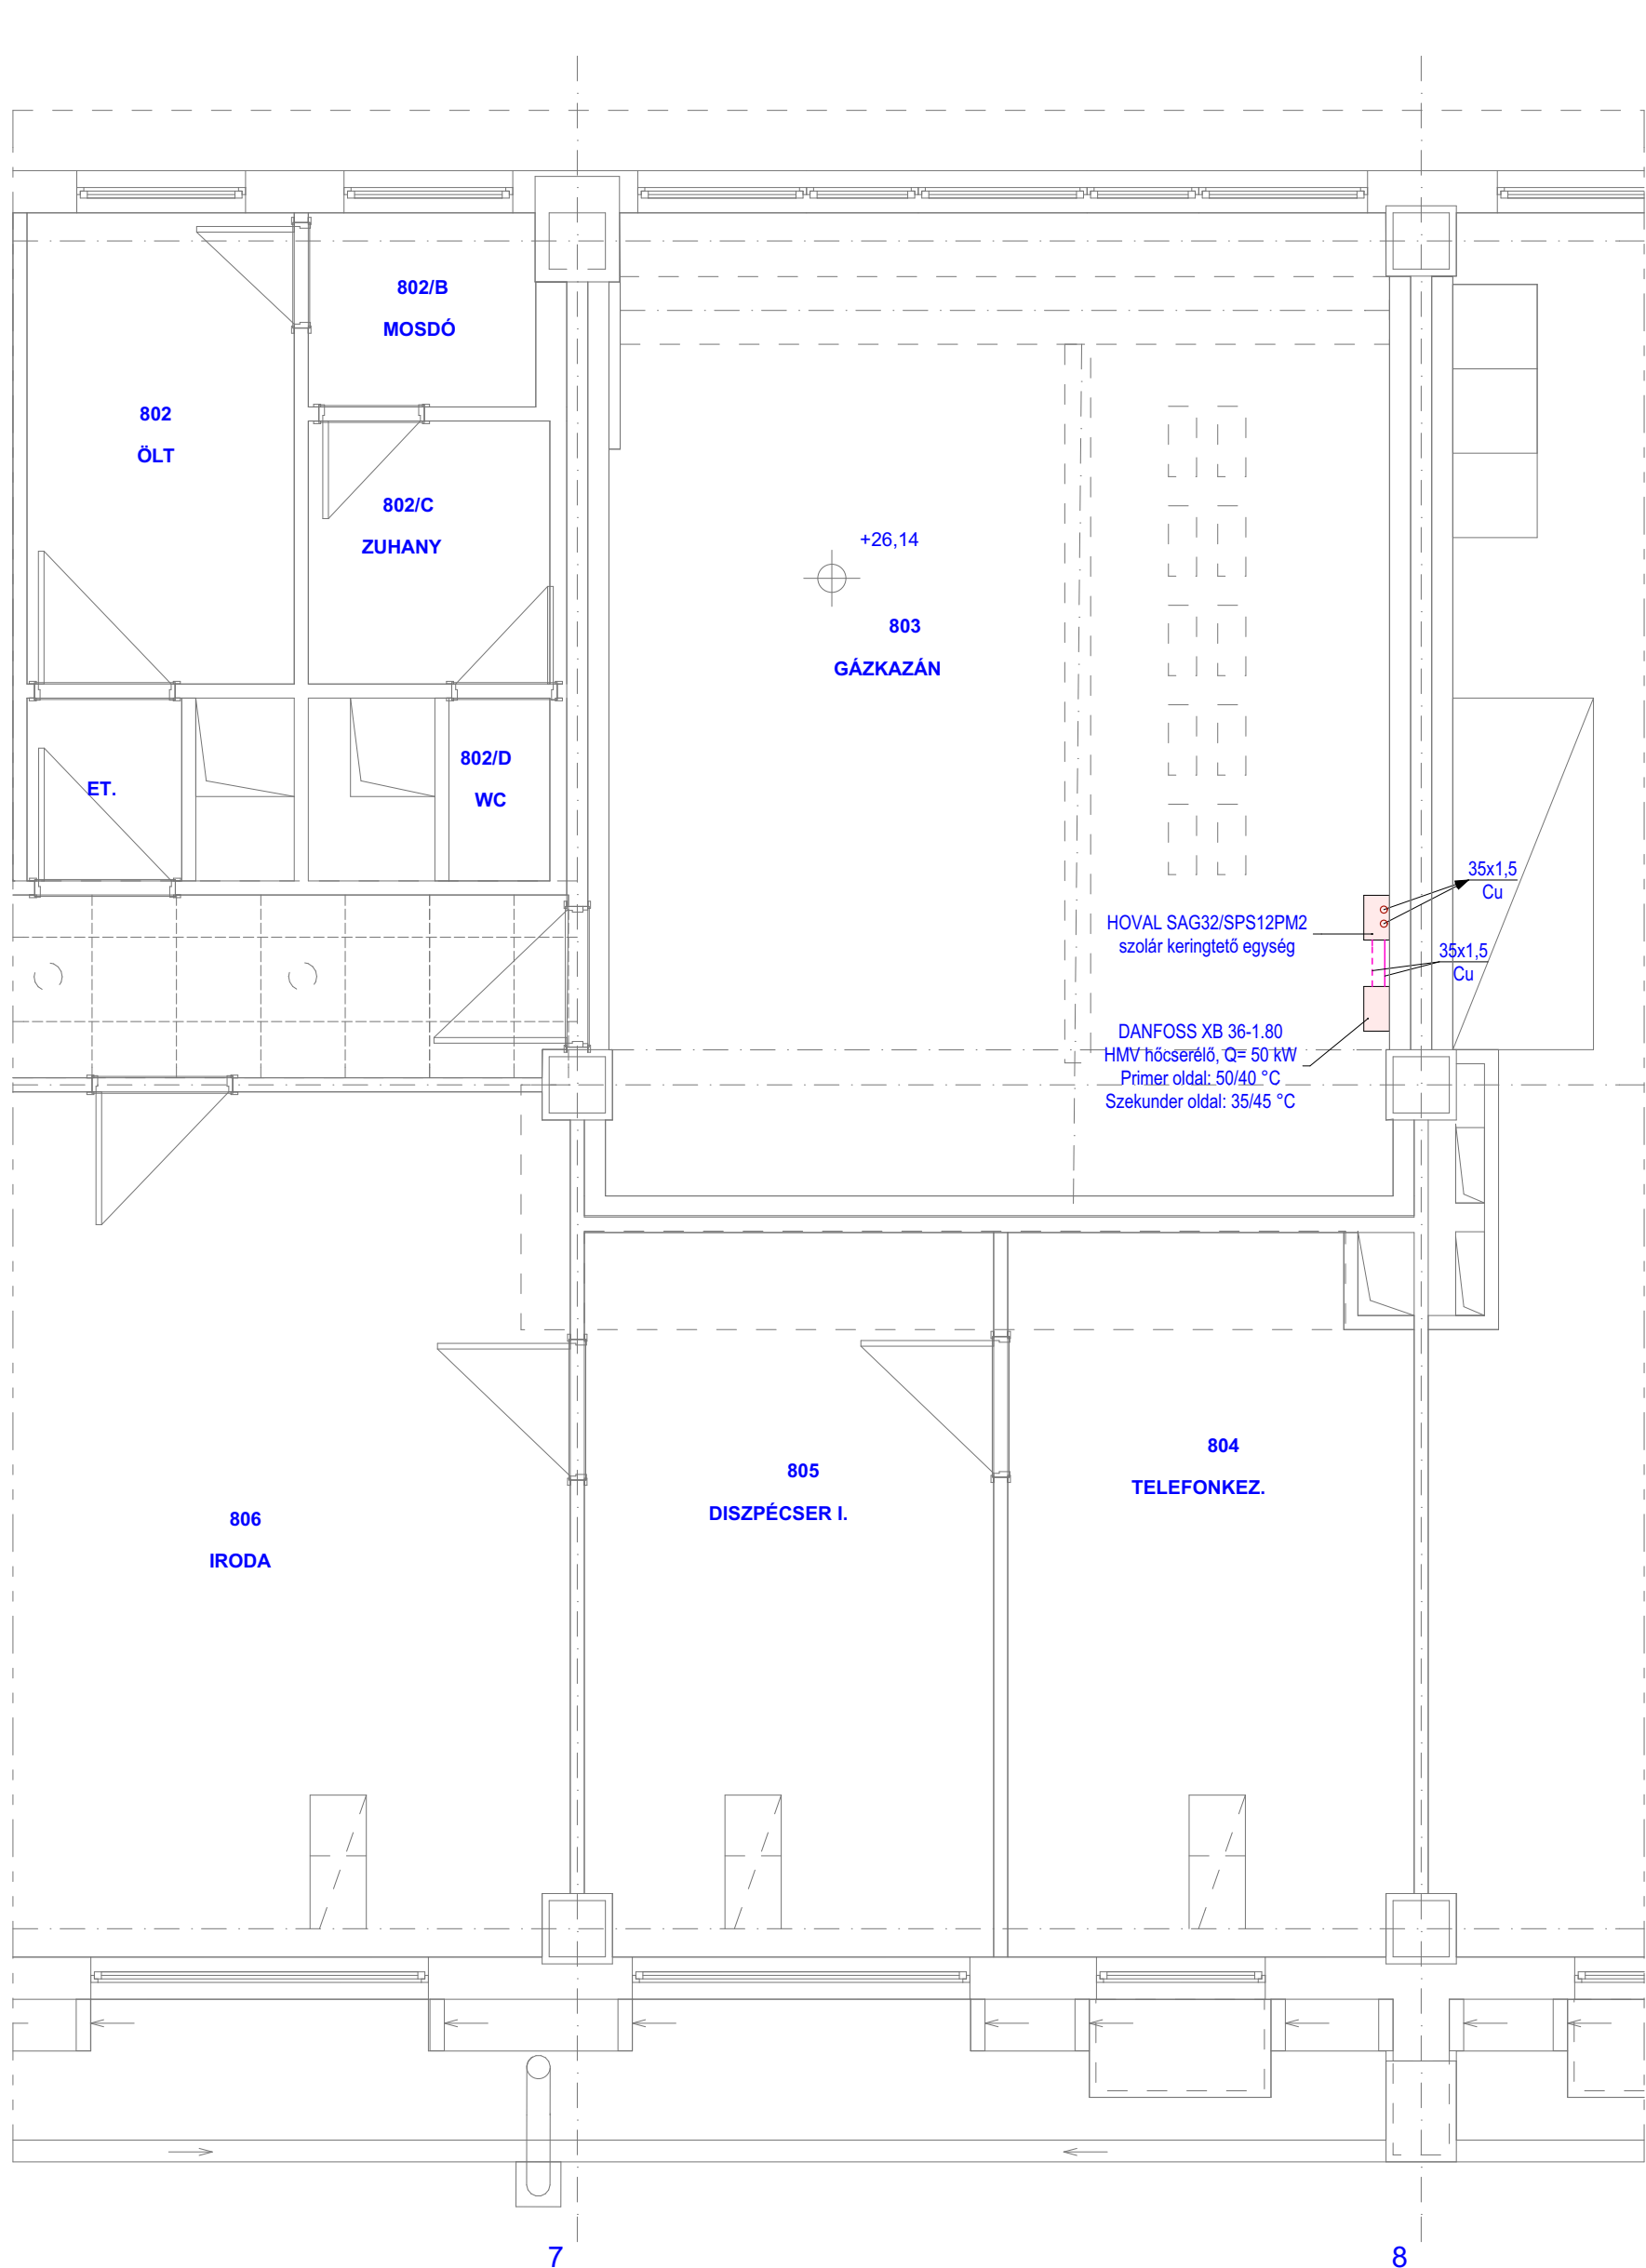 802/B
MOSDÓ
802
ÖLT
802/C
ZUHANY
+26,14
803
GÁZKAZÁN
802/D
WC
ET.
35x1,5
Cu
HOVAL SAG32/SPS12PM2
szolár keringtető egység
35x1,5
Cu
DANFOSS XB 36-1.80
HMV hőcserélő, Q= 50 kW
Primer oldal: 50/40 °C
Szekunder oldal: 35/45 °C
804
TELEFONKEZ.
805
DISZPÉCSER I.
806
IRODA
7
8